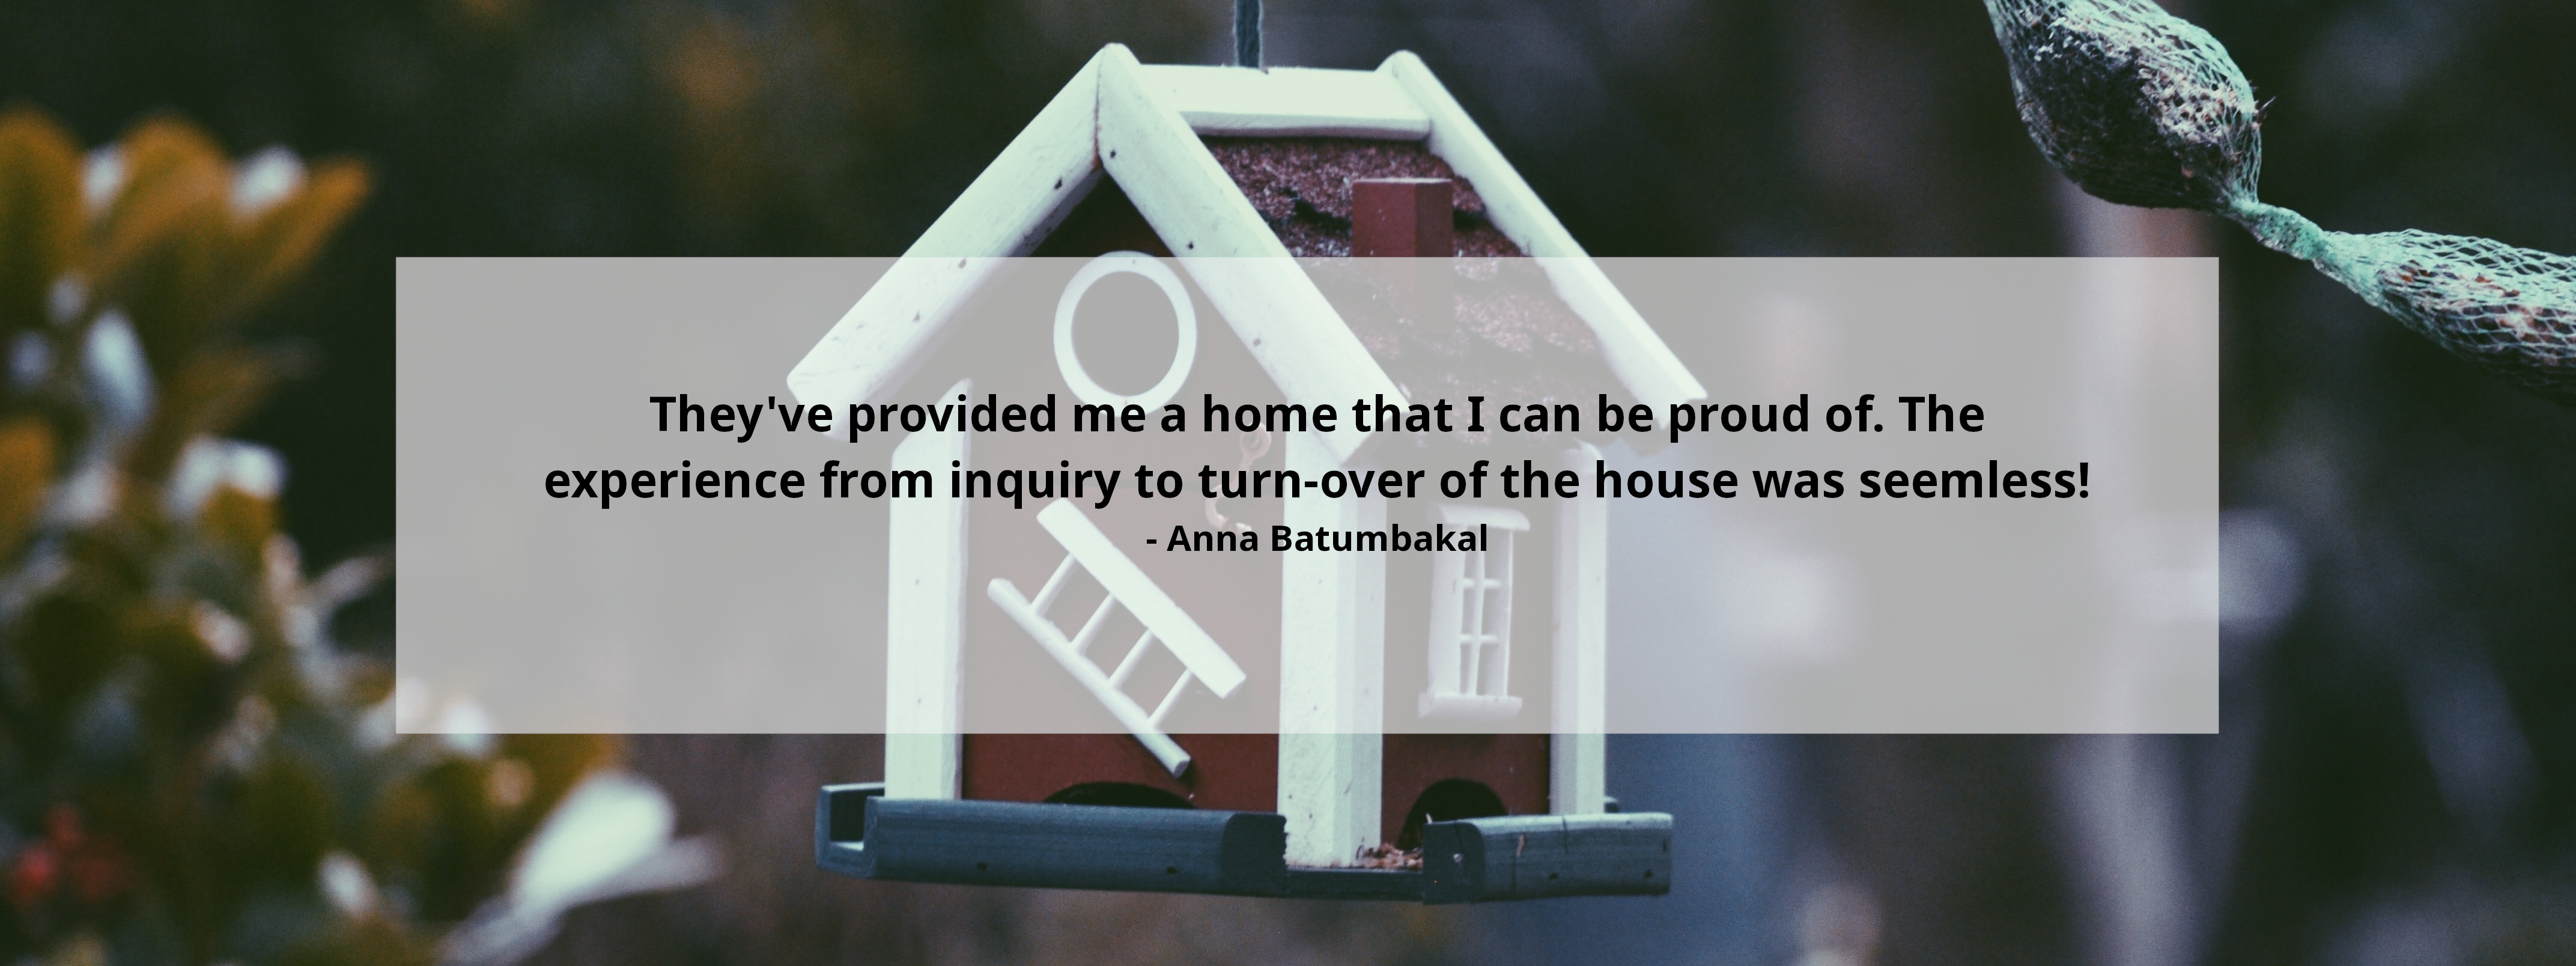 They've provided me a home that I can be proud of. The
experience from inquiry to turn-over of the house was seemless!
- Anna Batumbakal